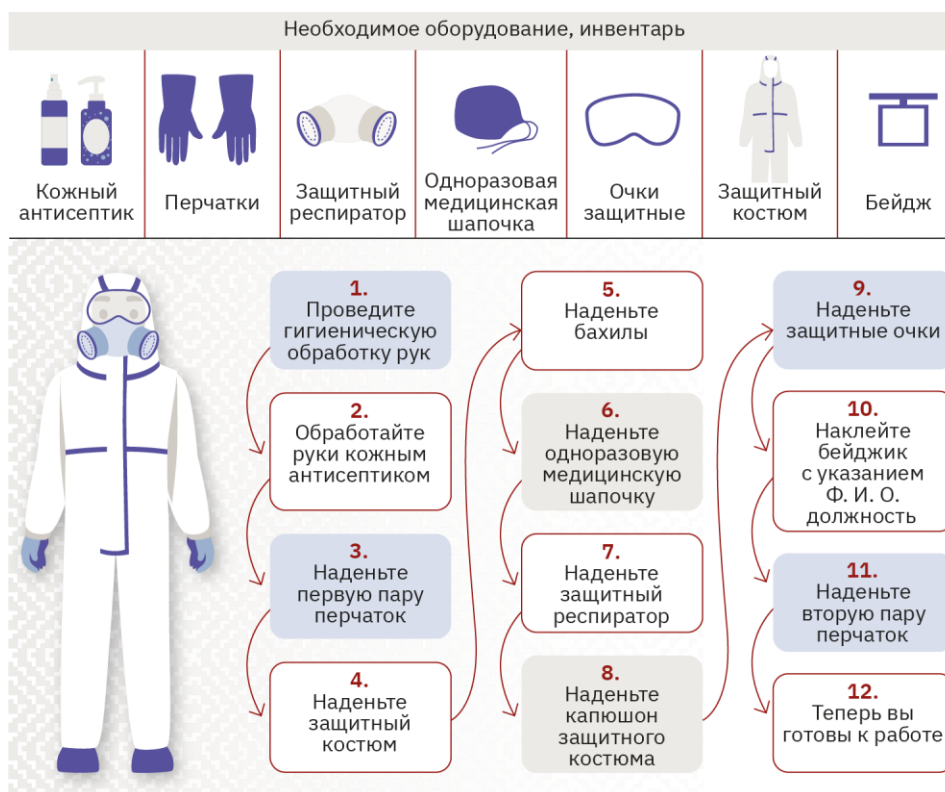 Необходимое оборудование, инвентарь
Кожный
антисептик
Перчатки
Защитный
респиратор
Одноразовая
медицинская
шапочка
Очки
защитные
Защитный
костюм
Бейдж
1.
Проведите
гигиеническую
обработку рук
2.
Обработайте
руки кожным
антисептиком
3.
Наденьте
первую пару
перчаток
4.
Наденьте
защитный
костюм
5.
Наденьте
бахилы
6.
Наденьте
одноразовую
медицинскую
шапочку
7.
Наденьте
защитный
респиратор
8.
Наденьте
капюшон
защитного
костюма
9.
Наденьте
защитные очки
10.
Наклейте
бейджик
с указанием
Ф. И. О.
должность
11.
Наденьте
вторую пару
перчаток
12.
Теперь вы
готовы к работе